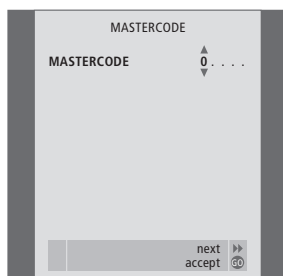 MASTERCODE
MASTERCODE 0 . . . .
next
accept GO